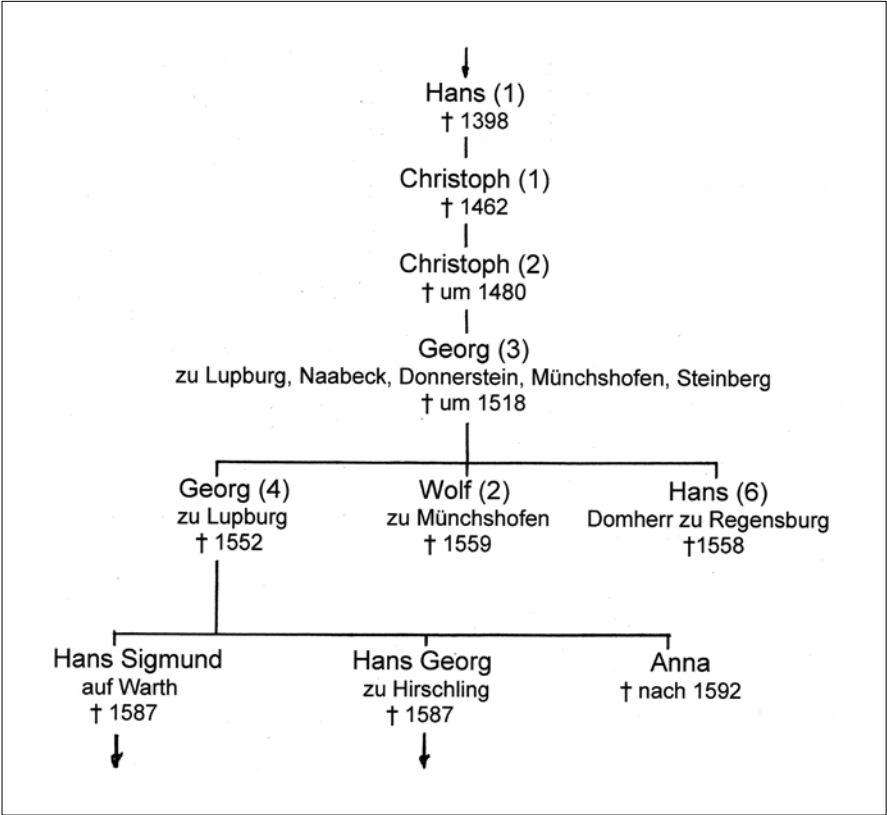 Hans (1)
† 1398
Christoph (1)
† 1462
Christoph (2)
† um 1480
Georg (3)
zu Lupburg, Naabeck, Donnerstein, Münchshofen, Steinberg
† um 1518
Georg (4)
zu Lupburg
† 1552
Wolf (2)
zu Münchshofen
† 1559
Hans (6)
Domherr zu Regensburg
†1558
Hans Sigmund
auf Warth
† 1587
Hans Georg
zu Hirschling
† 1587
Anna
† nach 1592